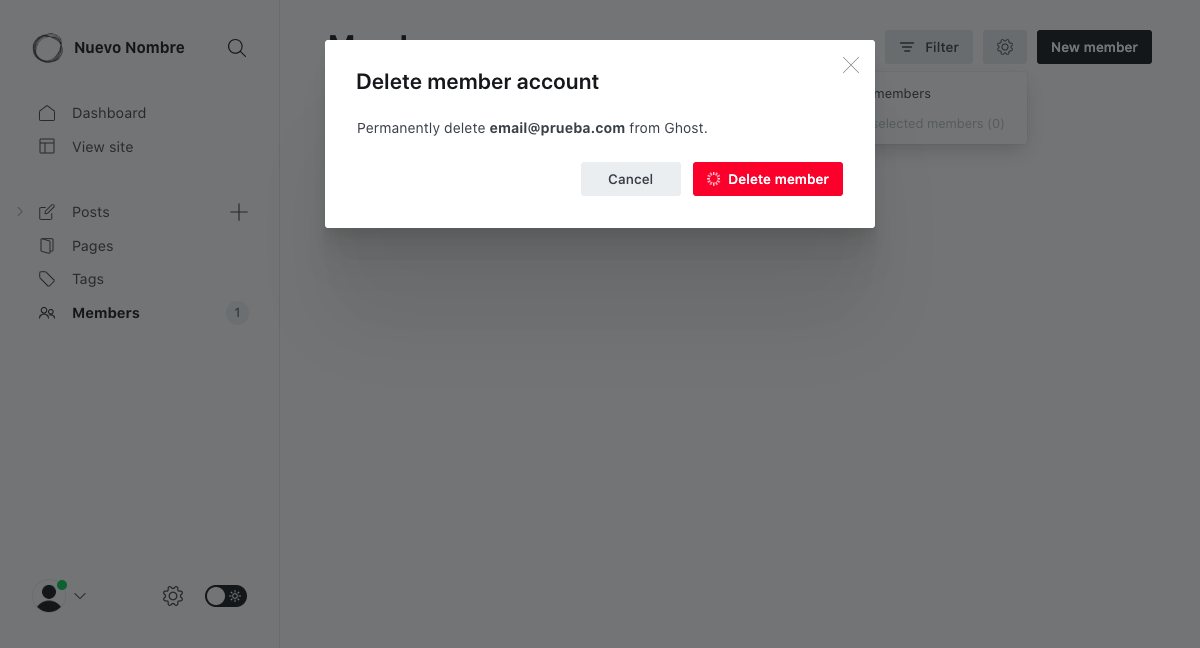 Nuevo Nombre
Dashboard
View site
Posts
Pages
Tags
Members
1
Filter
New member
members
selected members (0)
Delete member account
Permanently delete email@prueba.com from Ghost.
Cancel
Delete member